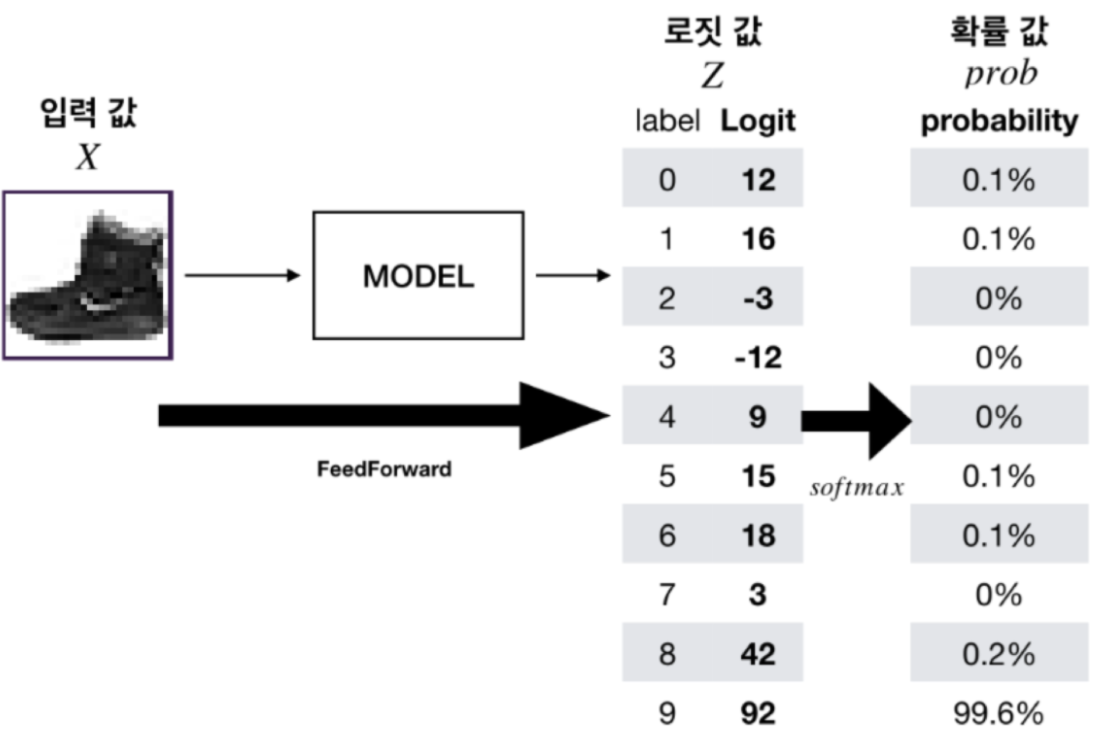 입력 값
X
MODEL
FeedForward
로짓 값
Z
label Logit
0 12
1 16
2 -3
3 -12
4 9
5 15
6 18
7 3
8 42
9 92
softmax
확률 값
prob
probability
0.1%
0.1%
0%
0%
0%
0.1%
0.1%
0%
0.2%
99.6%